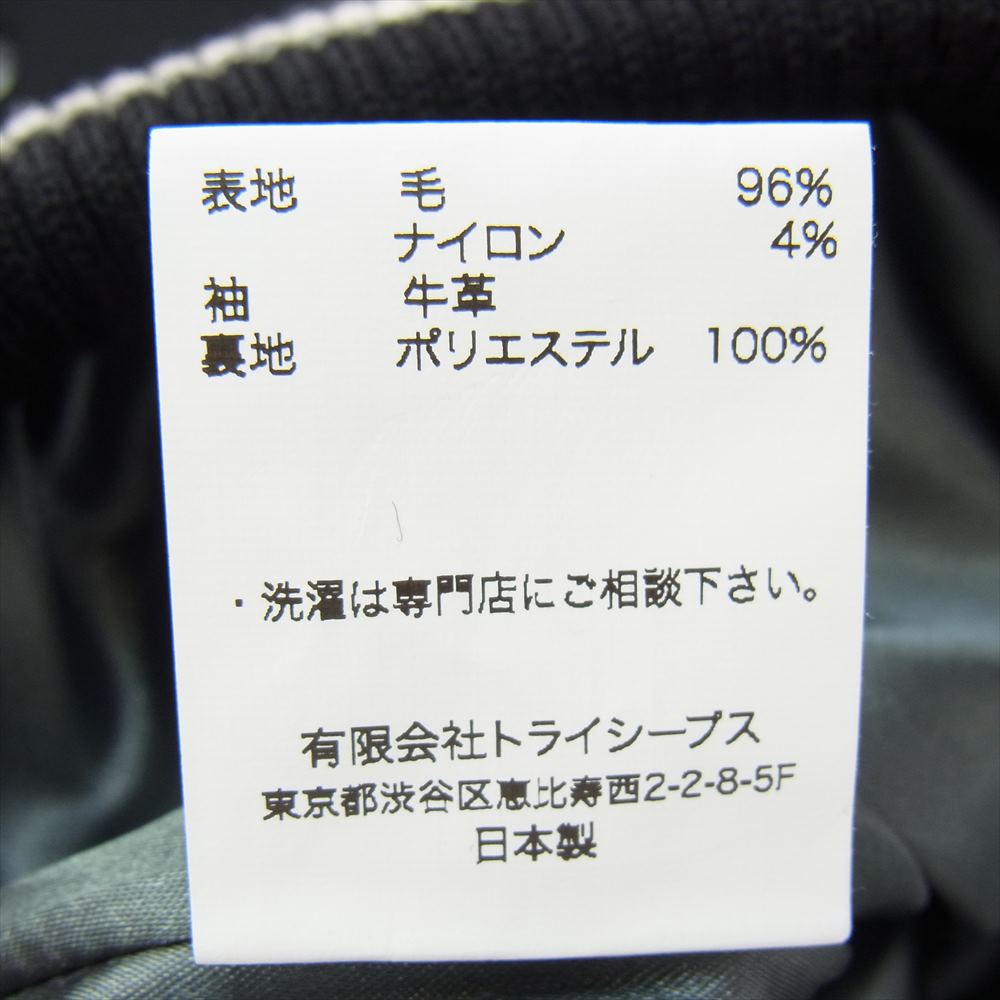 表地 毛 96%
ナイロン 4%
袖 牛革
裏地 ポリエステル 100%
・洗濯は専門店にご相談下さい。
有限会社トライシープス
東京都渋谷区恵比寿西2-2-8-5F
日本製